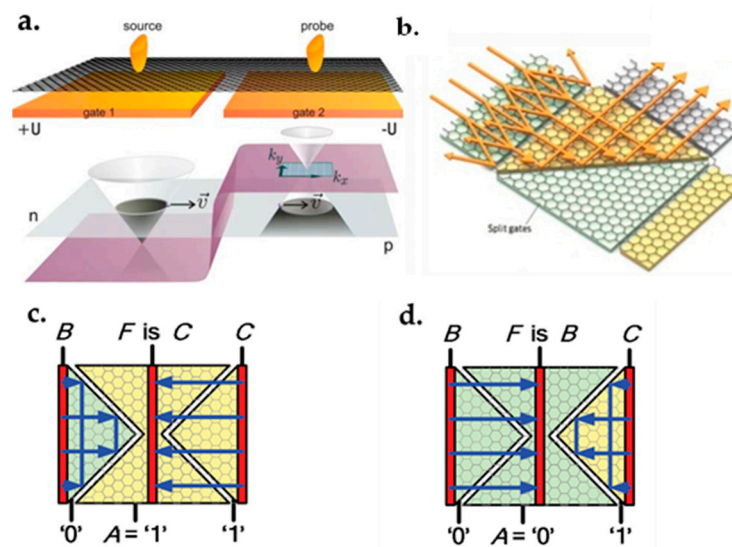 a.
source
probe
gate 1
gate 2
+U
-U
k_y
k_x
n
v⃗
v⃗
p
b.
Split gates
c.
B F is C C
'0' A = '1' '1'
d.
B F is B C
'0' A = '0' '1'